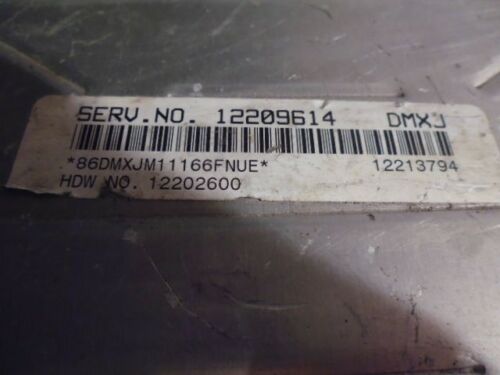 SERV.NO. 12209614 DMXJ
*86DMXJM11166FNUE* 12213794
HDW NO. 12202600